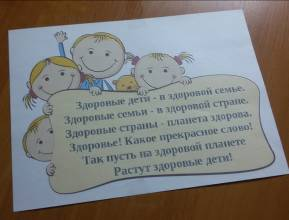 Здоровые дети - в здоровой семье.
Здоровые семьи - в здоровой стране.
Здоровые страны - планета здорова.
Здоровье! Какое прекрасное слово!
Так пусть на здоровой планете
Растут здоровые дети!